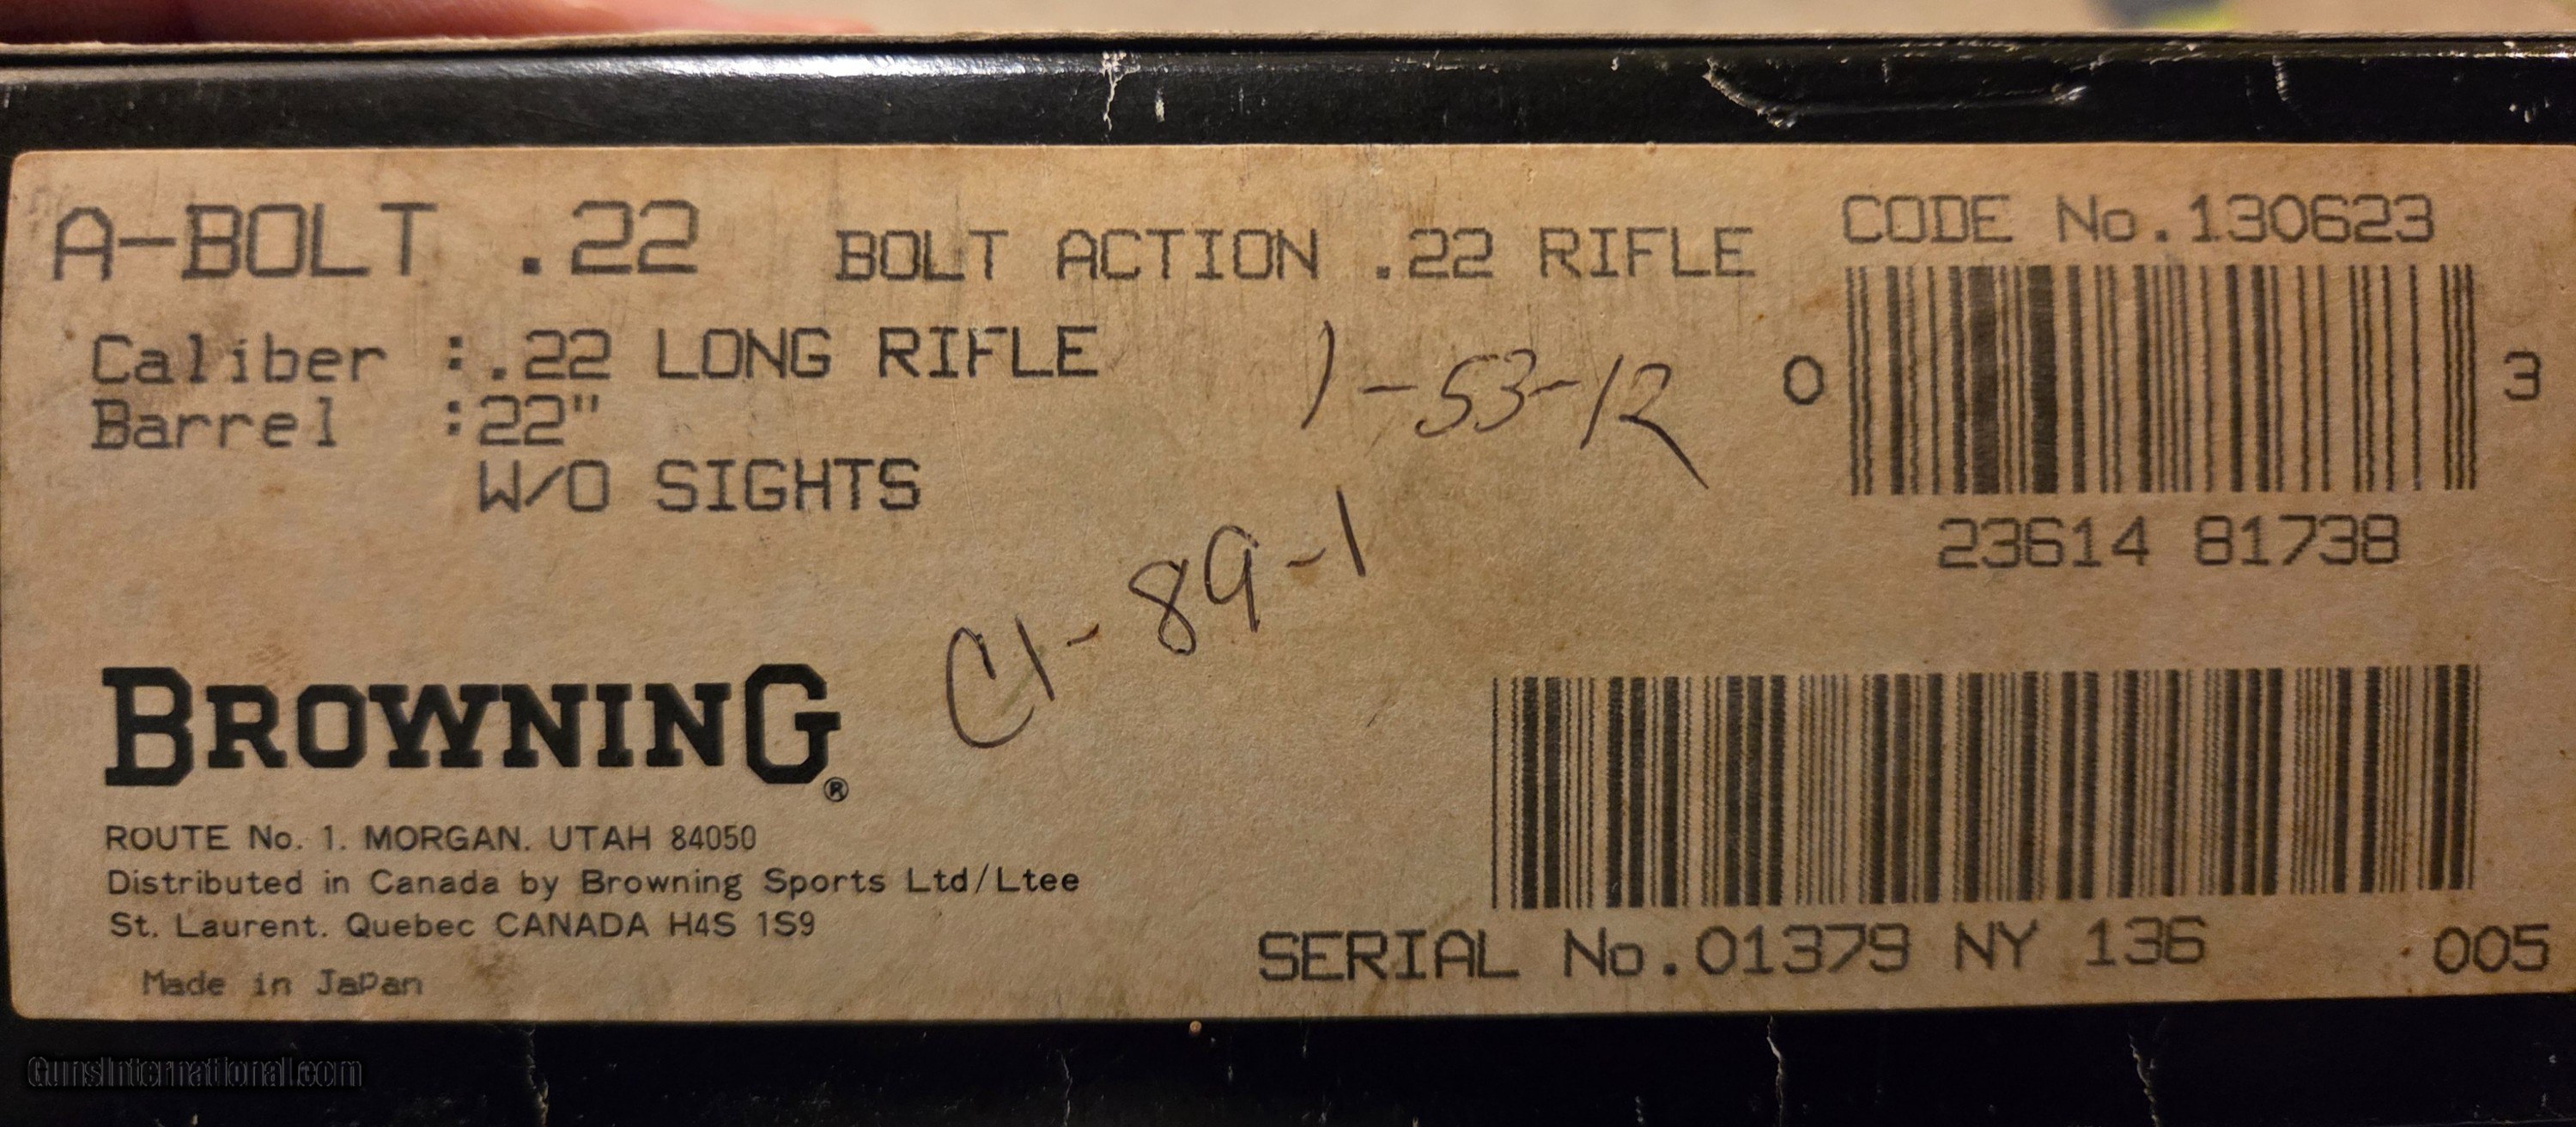 A-BOLT .22 BOLT ACTION .22 RIFLE
CODE No.130623
Caliber :.22 LONG RIFLE
Barrel :22"
W/O SIGHTS
1-53-12
0 3
23614 81738
C1-89-1
BROWNING®
ROUTE No. 1. MORGAN. UTAH 84050
Distributed in Canada by Browning Sports Ltd/Ltee
St. Laurent. Quebec CANADA H4S 1S9
Made in Japan
SERIAL No.01379 NY 136 005
GunsInternational.com